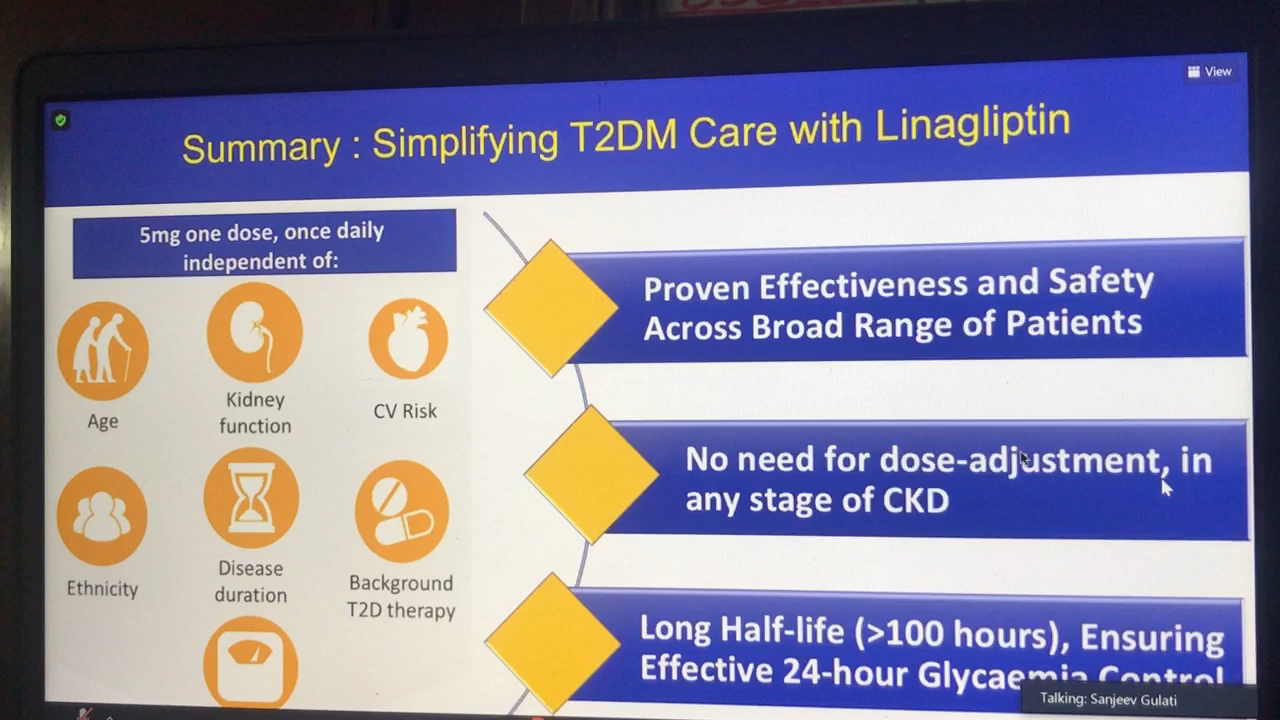 View
Summary : Simplifying T2DM Care with Linagliptin
5mg one dose, once daily
independent of:
Age
Kidney
function
CV Risk
Ethnicity
Disease
duration
Background
T2D therapy
Proven Effectiveness and Safety
Across Broad Range of Patients
No need for dose-adjustment, in
any stage of CKD
Long Half-life (>100 hours), Ensuring
Effective 24-hour Glycaemia Control
Talking: Sanjeev Gulati